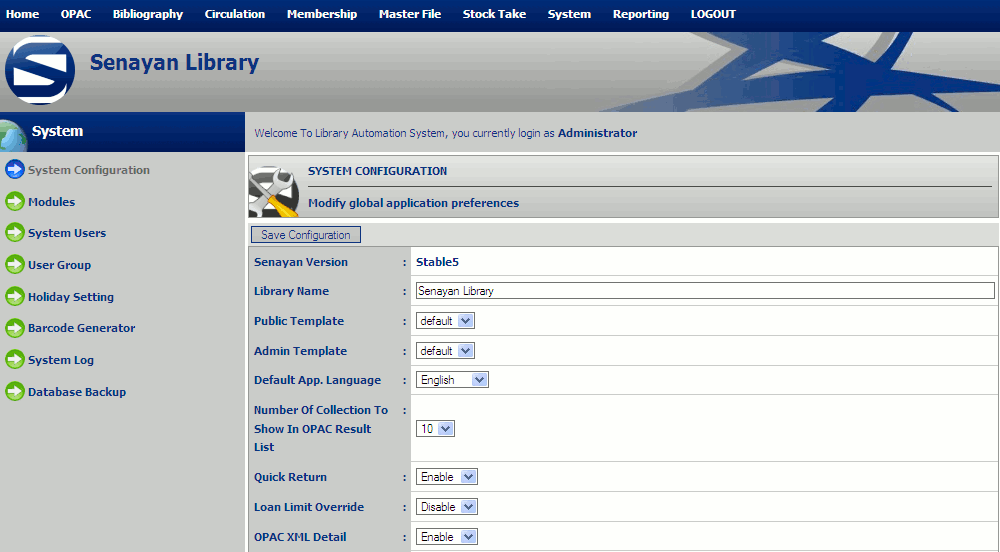 Home OPAC Bibliography Circulation Membership Master File Stock Take System Reporting LOGOUT
S Senayan Library
System
Welcome To Library Automation System, you currently login as Administrator
System Configuration
Modules
System Users
User Group
Holiday Setting
Barcode Generator
System Log
Database Backup
SYSTEM CONFIGURATION
Modify global application preferences
Save Configuration
Senayan Version : Stable5
Library Name : Senayan Library
Public Template : default
Admin Template : default
Default App. Language : English
Number Of Collection To :
Show In OPAC Result 10
List
Quick Return : Enable
Loan Limit Override : Disable
OPAC XML Detail : Enable